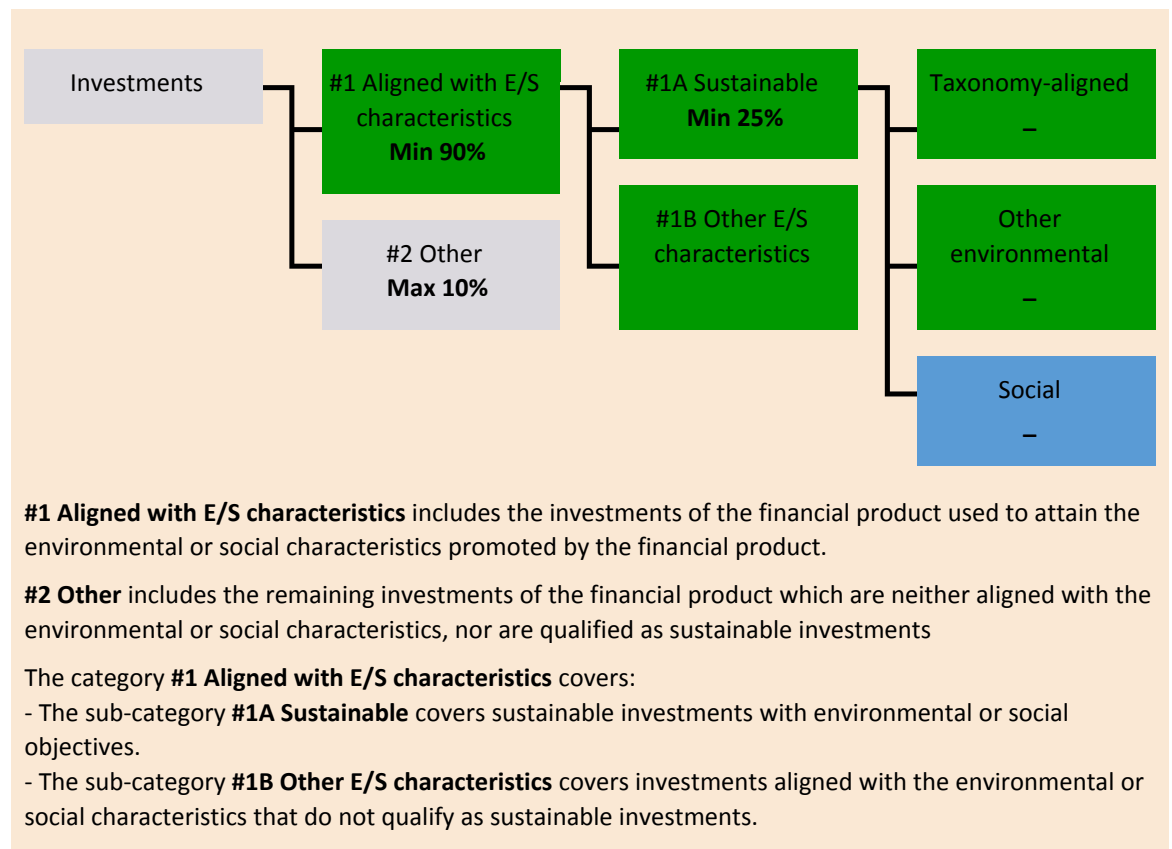 Investments
#1 Aligned with E/S
characteristics
Min 90%
#2 Other
Max 10%
#1A Sustainable
Min 25%
#1B Other E/S
characteristics
Taxonomy-aligned
–
Other
environmental
–
Social
–
#1 Aligned with E/S characteristics includes the investments of the financial product used to attain the
environmental or social characteristics promoted by the financial product.
#2 Other includes the remaining investments of the financial product which are neither aligned with the
environmental or social characteristics, nor are qualified as sustainable investments
The category #1 Aligned with E/S characteristics covers:
- The sub-category #1A Sustainable covers sustainable investments with environmental or social
objectives.
- The sub-category #1B Other E/S characteristics covers investments aligned with the environmental or
social characteristics that do not qualify as sustainable investments.